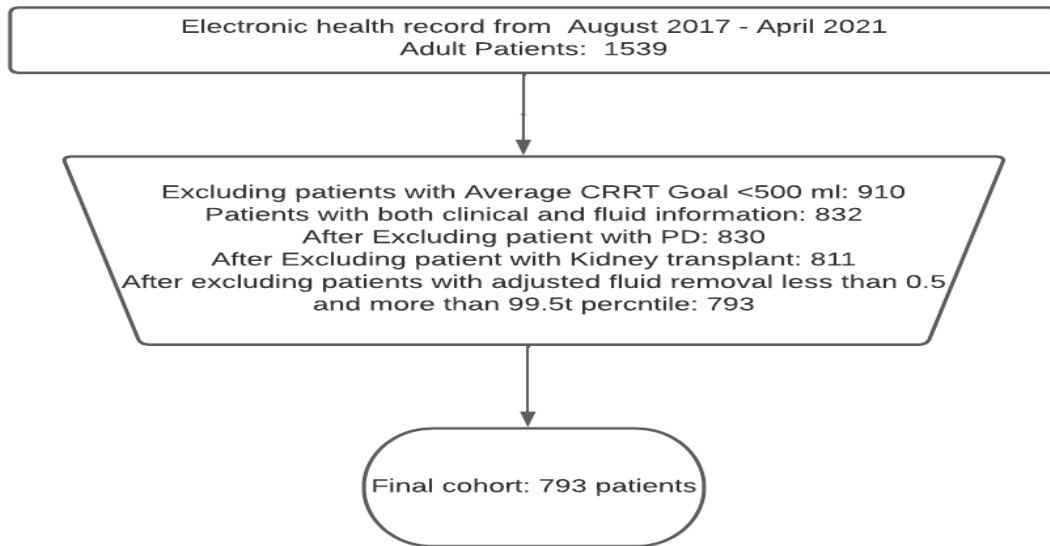 Electronic health record from  August 2017 - April 2021
Adult Patients:  1539
Excluding patients with Average CRRT Goal <500 ml: 910
Patients with both clinical and fluid information: 832
After Excluding patient with PD: 830
After Excluding patient with Kidney transplant: 811
After excluding patients with adjusted fluid removal less than 0.5
and more than 99.5t percntile: 793
Final cohort: 793 patients